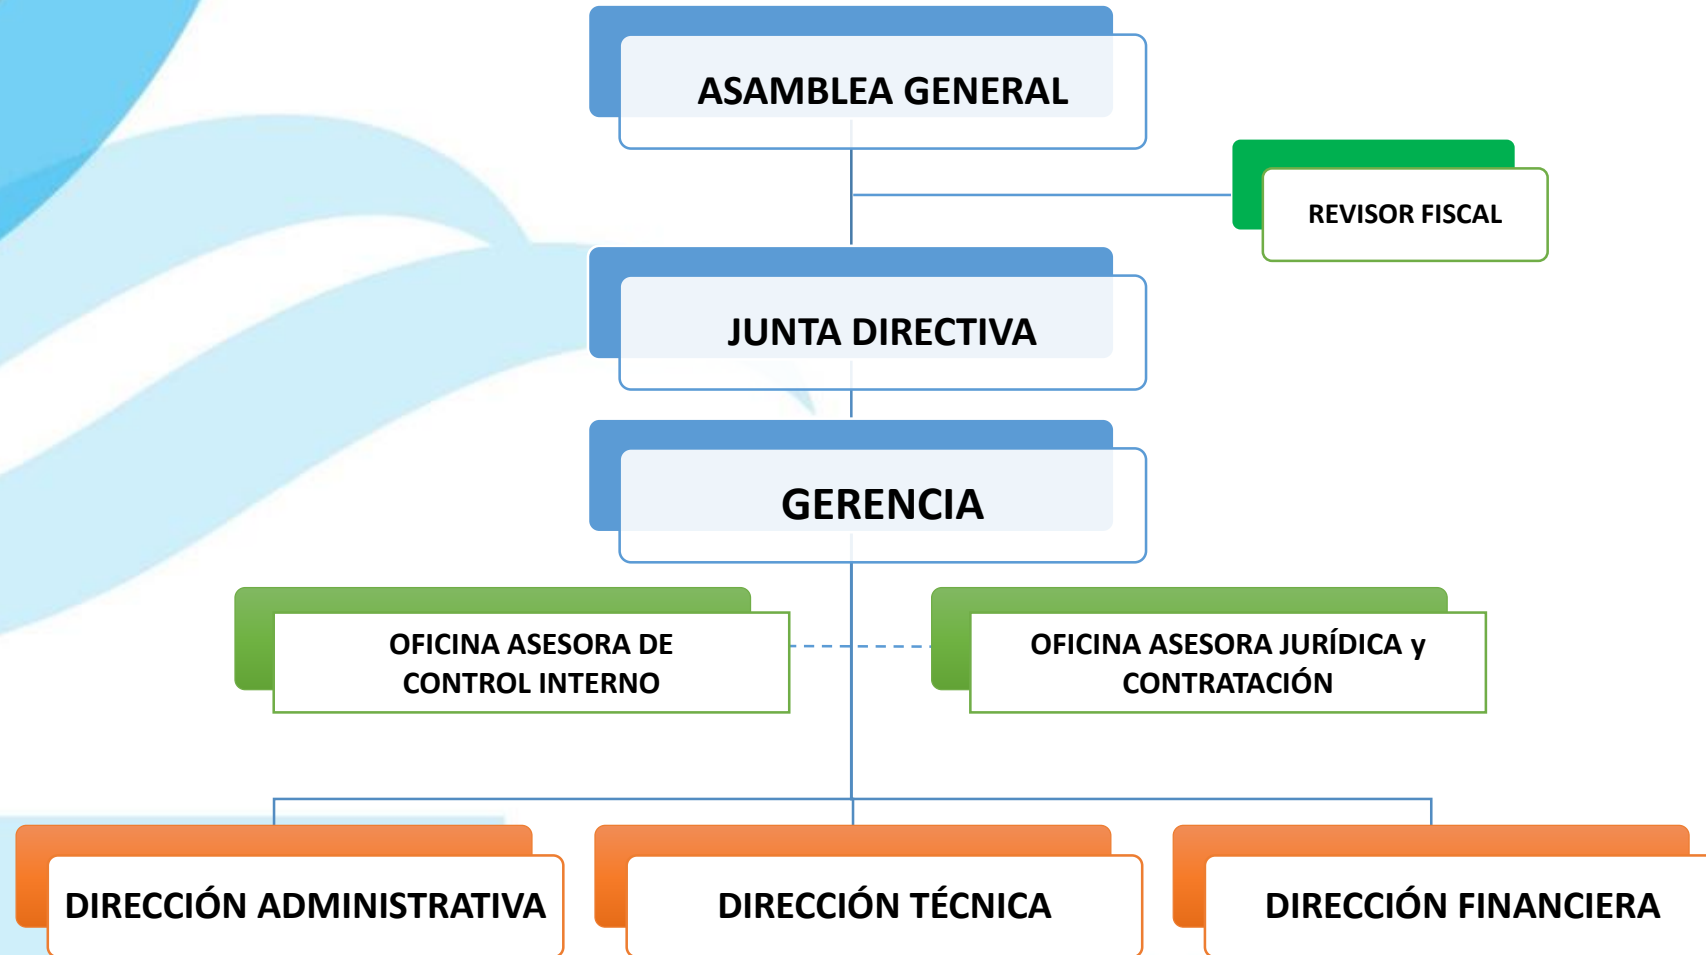 ASAMBLEA GENERAL
REVISOR FISCAL
JUNTA DIRECTIVA
GERENCIA
OFICINA ASESORA DE
CONTROL INTERNO
OFICINA ASESORA JURÍDICA y
CONTRATACIÓN
DIRECCIÓN ADMINISTRATIVA
DIRECCIÓN TÉCNICA
DIRECCIÓN FINANCIERA